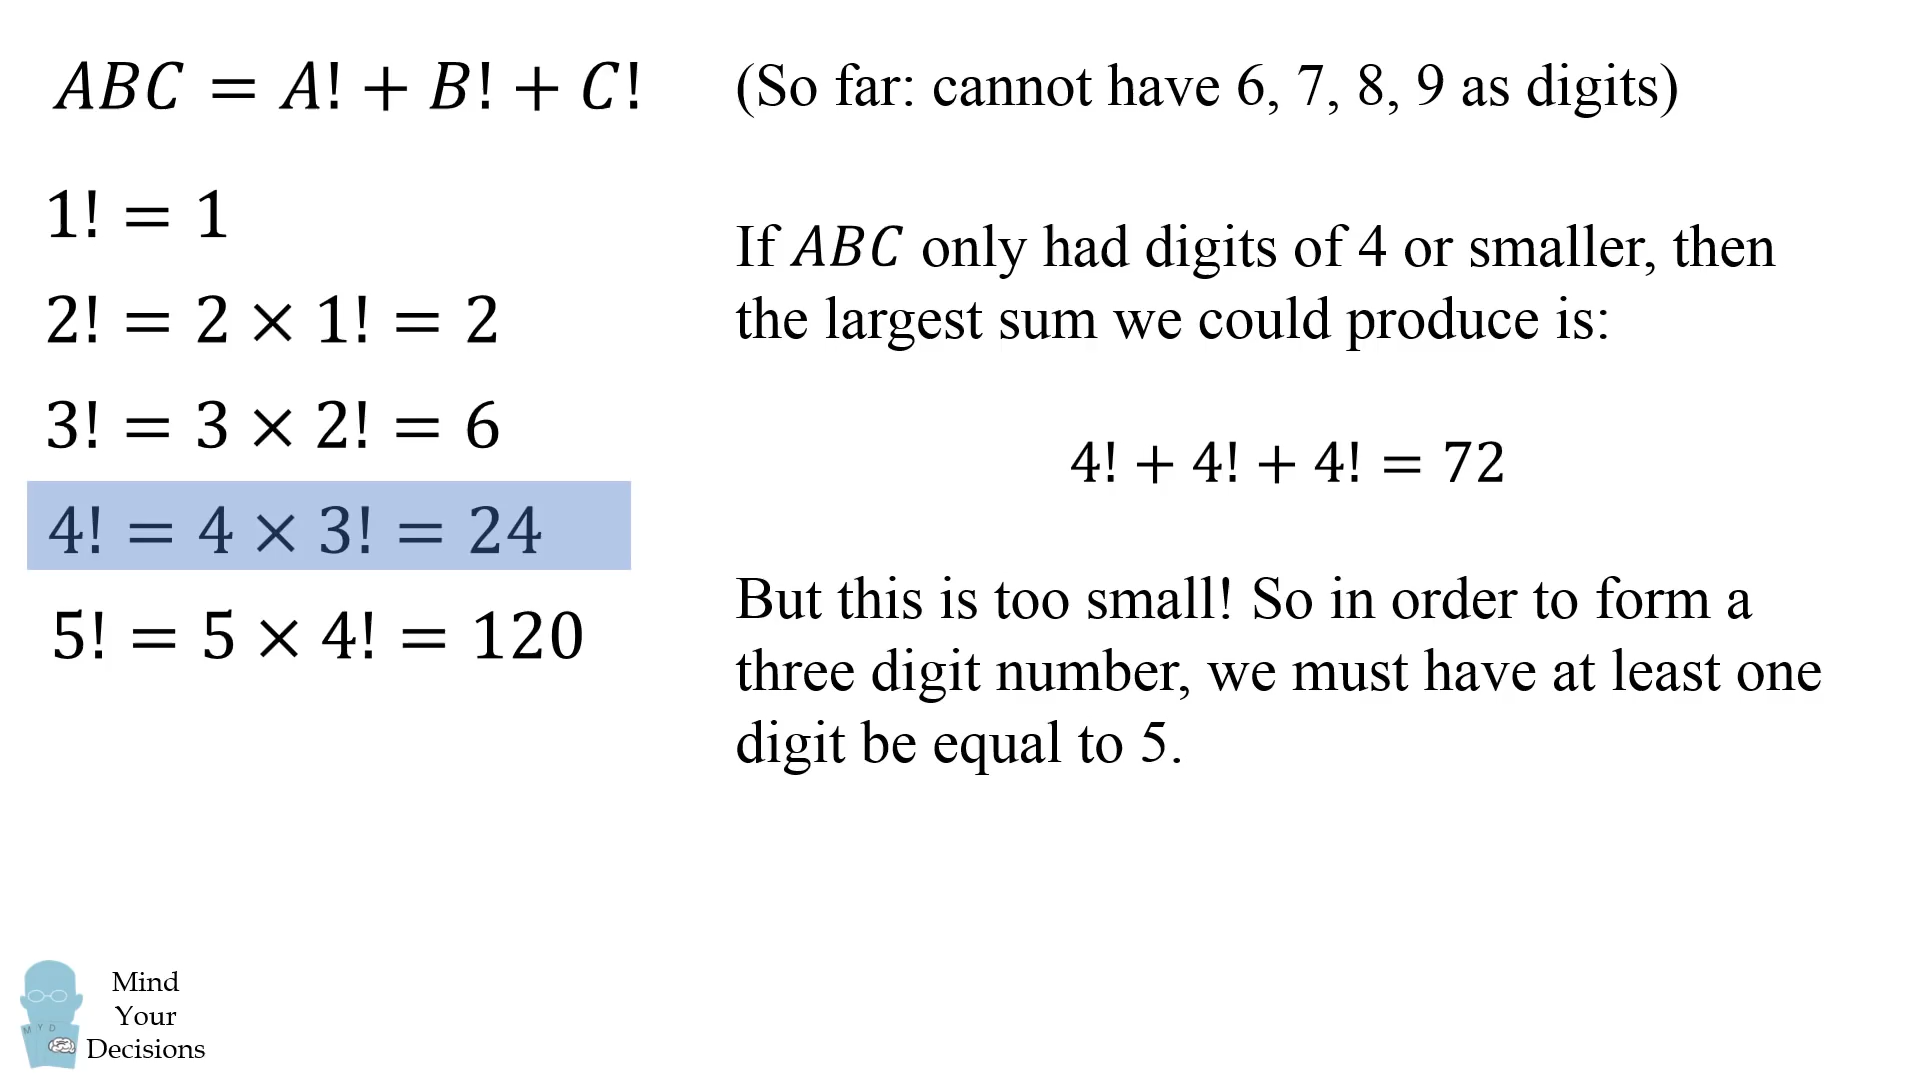 ABC = A! + B! + C!
(So far: cannot have 6, 7, 8, 9 as digits)
1! = 1
2! = 2 × 1! = 2
3! = 3 × 2! = 6
4! = 4 × 3! = 24
5! = 5 × 4! = 120
If ABC only had digits of 4 or smaller, then
the largest sum we could produce is:
4! + 4! + 4! = 72
But this is too small! So in order to form a
three digit number, we must have at least one
digit be equal to 5.
M Y D
Mind
Your
Decisions